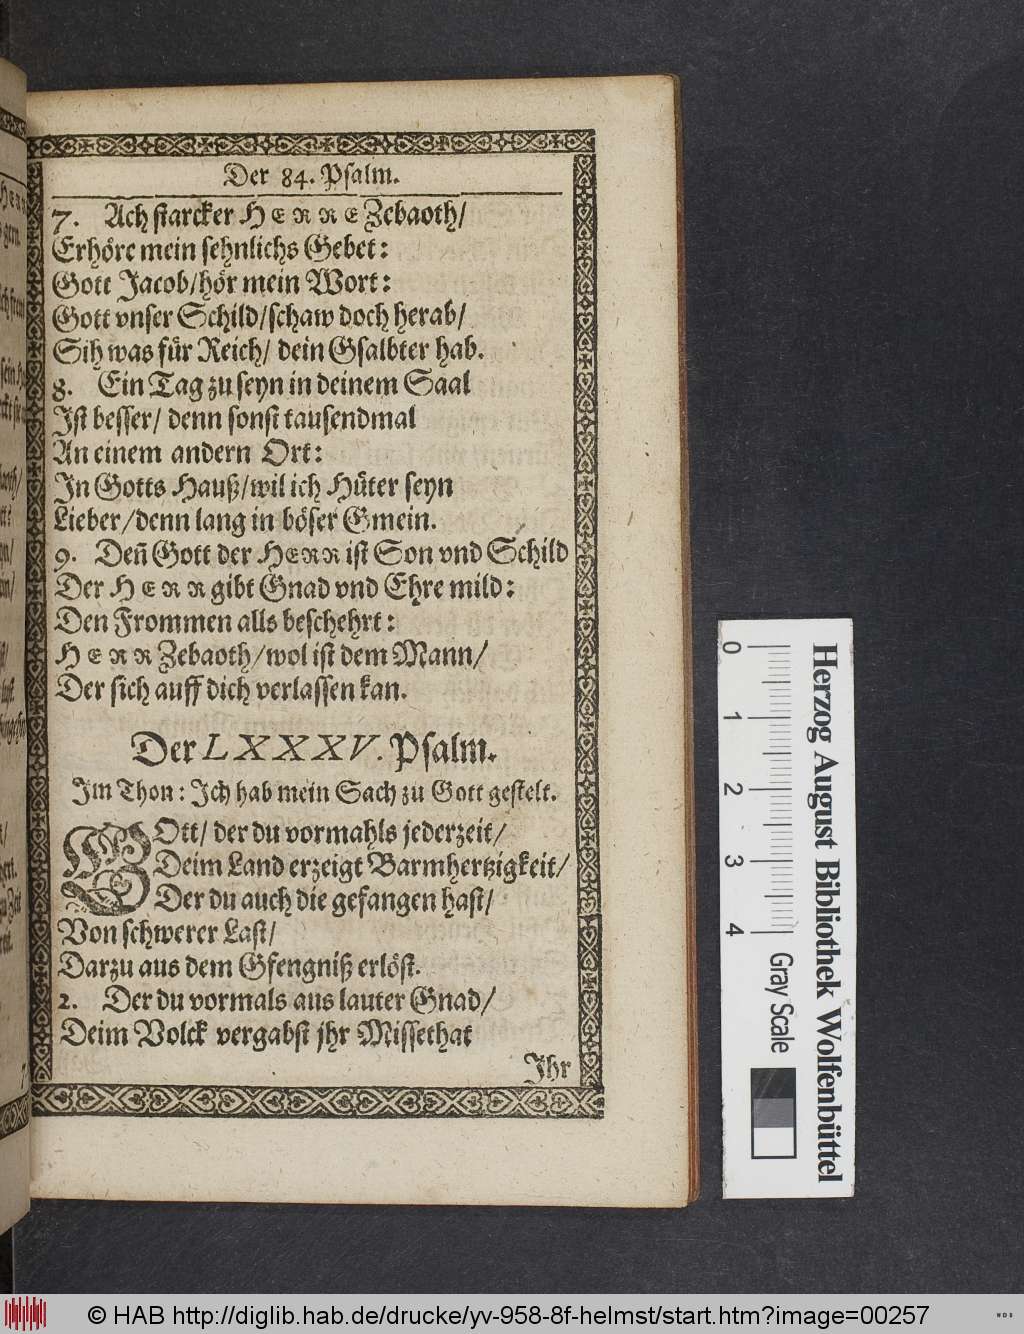 Der 84. Psalm.
7. Ach starcker HERRE Zebaoth/
Erhöre mein sehnlichs Gebet:
Gott Jacob/hör mein Wort:
Gott vnser Schild/schaw doch herab/
Sih was für Reich/ dein Gsalbter hab.
8. Ein Tag zu seyn in deinem Saal
Ist besser/ denn sonst tausendmal
An einem andern Ort:
In Gotts Hauß/wil ich Hüter seyn
Lieber/denn lang in böser Gmein.
9. Deñ Gott der HERR ist Son vnd Schild
Der HERR gibt Gnad vnd Ehre mild:
Den Frommen alls beschehrt:
HERR Zebaoth/wol ist dem Mann/
Der sich auff dich verlassen kan.
Der LXXXV. Psalm.
Im Thon: Ich hab mein Sach zu Gott gestelt.
GOtt/ der du vormahls jederzeit/
Deim Land erzeigt Barmhertzigkeit/
Der du auch die gefangen hast/
Von schwerer Last/
Darzu aus dem Gfengniß erlöst.
2. Der du vormals aus lauter Gnad/
Deim Volck vergabst jhr Missethat
Ihr
0 1 2 3 4
Gray Scale
Herzog August Bibliothek Wolfenbüttel
© HAB http://diglib.hab.de/drucke/yv-958-8f-helmst/start.htm?image=00257